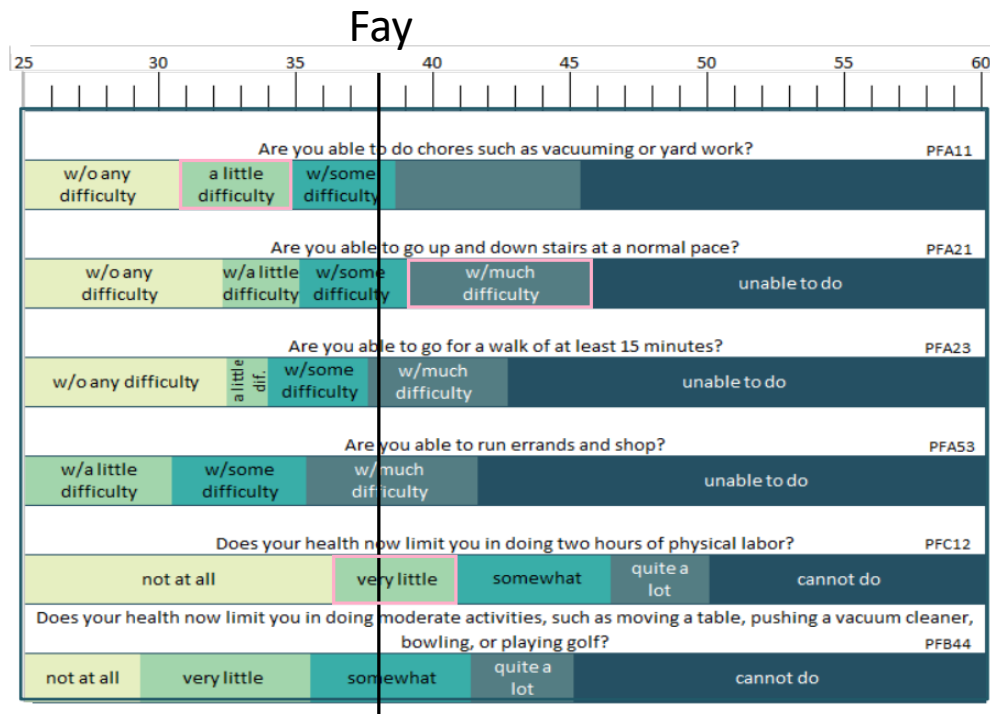 Fay
25 30 35 40 45 50 55 60
Are you able to do chores such as vacuuming or yard work? PFA11
w/o any difficulty
a little difficulty
w/some difficulty
Are you able to go up and down stairs at a normal pace? PFA21
w/o any difficulty
w/a little difficulty
w/some difficulty
w/much difficulty
unable to do
Are you able to go for a walk of at least 15 minutes? PFA23
w/o any difficulty
a little dif.
w/some difficulty
w/much difficulty
unable to do
Are you able to run errands and shop? PFA53
w/a little difficulty
w/some difficulty
w/much difficulty
unable to do
Does your health now limit you in doing two hours of physical labor? PFC12
not at all
very little
somewhat
quite a lot
cannot do
Does your health now limit you in doing moderate activities, such as moving a table, pushing a vacuum cleaner,
bowling, or playing golf? PFB44
not at all
very little
somewhat
quite a lot
cannot do